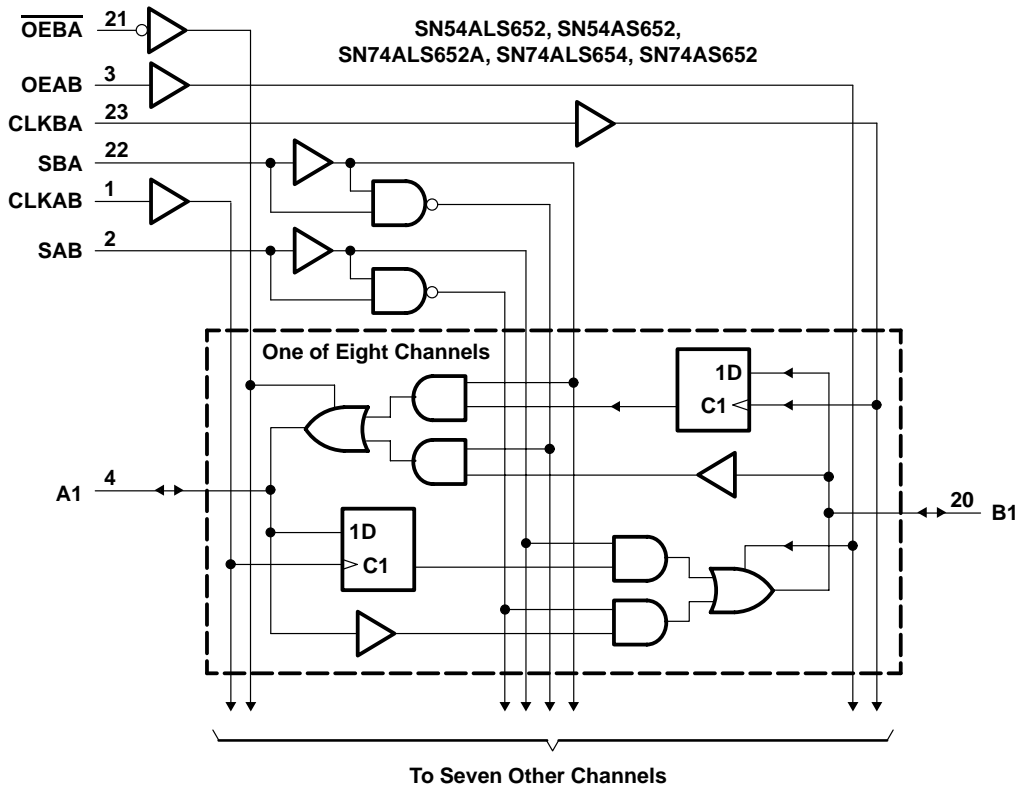 SN54ALS652, SN54AS652,
SN74ALS652A, SN74ALS654, SN74AS652
OEBA 21
OEAB 3
CLKBA 23
SBA 22
CLKAB 1
SAB 2
One of Eight Channels
1D
C1
A1 4
20 B1
1D
C1
To Seven Other Channels